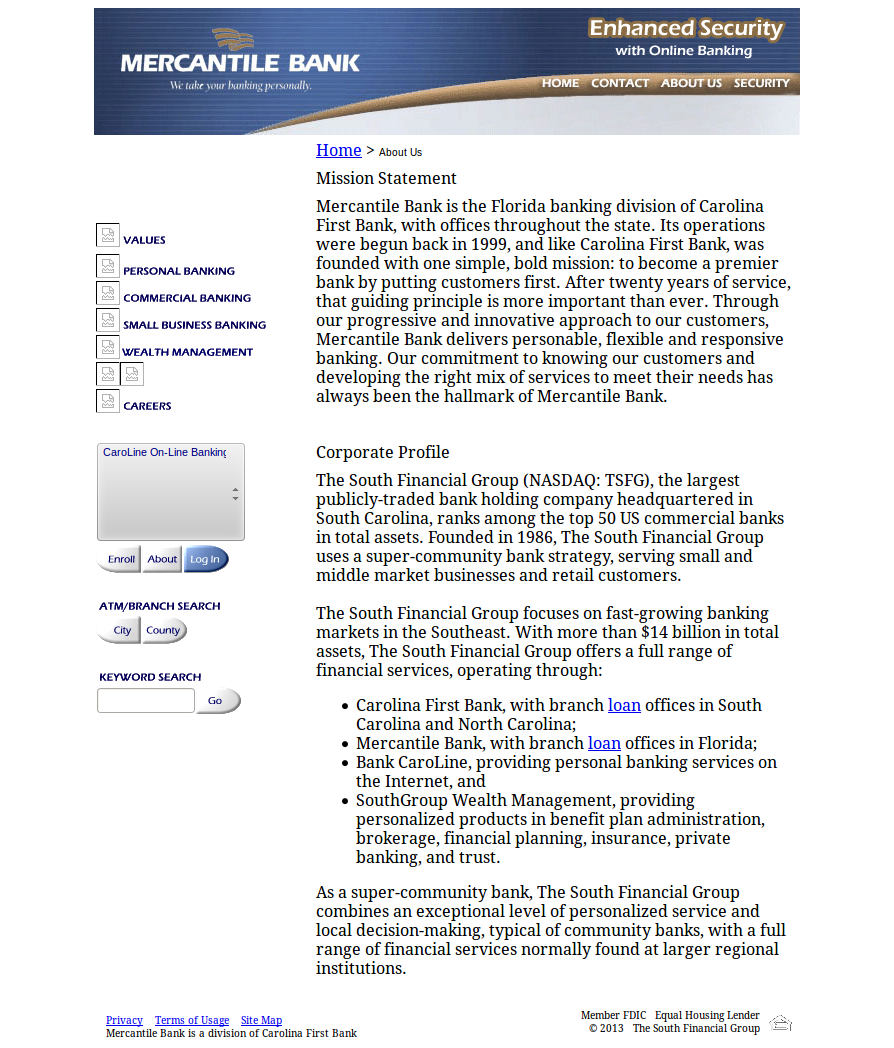 Enhanced Security
with Online Banking
MERCANTILE BANK
We take your banking personally.
HOME CONTACT ABOUT US SECURITY
Home > About Us
Mission Statement
Mercantile Bank is the Florida banking division of Carolina
First Bank, with offices throughout the state. Its operations
were begun back in 1999, and like Carolina First Bank, was
founded with one simple, bold mission: to become a premier
bank by putting customers first. After twenty years of service,
that guiding principle is more important than ever. Through
our progressive and innovative approach to our customers,
Mercantile Bank delivers personable, flexible and responsive
banking. Our commitment to knowing our customers and
developing the right mix of services to meet their needs has
always been the hallmark of Mercantile Bank.
VALUES
PERSONAL BANKING
COMMERCIAL BANKING
SMALL BUSINESS BANKING
WEALTH MANAGEMENT
CAREERS
CaroLine On-Line Banking
Enroll About Log In
ATM/BRANCH SEARCH
City County
KEYWORD SEARCH
Go
Corporate Profile
The South Financial Group (NASDAQ: TSFG), the largest
publicly-traded bank holding company headquartered in
South Carolina, ranks among the top 50 US commercial banks
in total assets. Founded in 1986, The South Financial Group
uses a super-community bank strategy, serving small and
middle market businesses and retail customers.
The South Financial Group focuses on fast-growing banking
markets in the Southeast. With more than $14 billion in total
assets, The South Financial Group offers a full range of
financial services, operating through:
• Carolina First Bank, with branch loan offices in South
Carolina and North Carolina;
• Mercantile Bank, with branch loan offices in Florida;
• Bank CaroLine, providing personal banking services on
the Internet, and
• SouthGroup Wealth Management, providing
personalized products in benefit plan administration,
brokerage, financial planning, insurance, private
banking, and trust.
As a super-community bank, The South Financial Group
combines an exceptional level of personalized service and
local decision-making, typical of community banks, with a full
range of financial services normally found at larger regional
institutions.
Privacy Terms of Usage Site Map
Mercantile Bank is a division of Carolina First Bank
Member FDIC Equal Housing Lender
© 2013 The South Financial Group